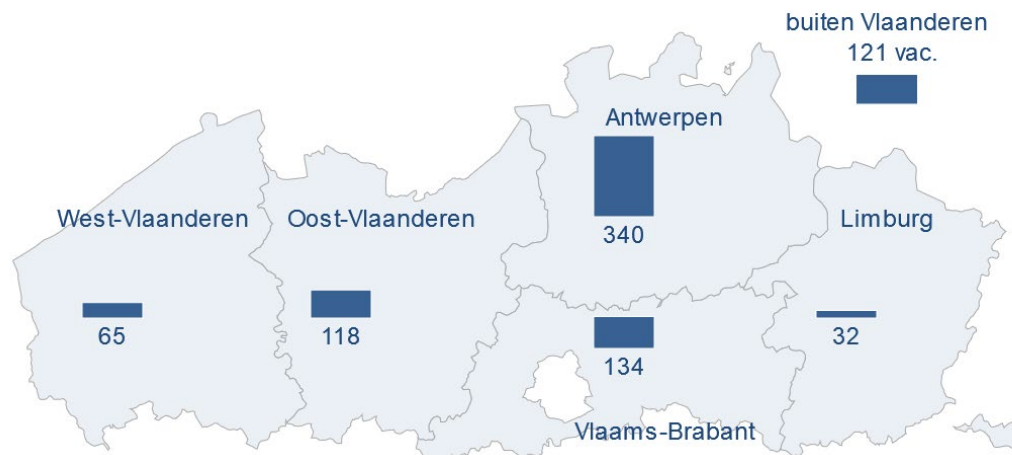 buiten Vlaanderen
121 vac.
Antwerpen
340
West-Vlaanderen
65
Oost-Vlaanderen
118
Limburg
32
134
Vlaams-Brabant